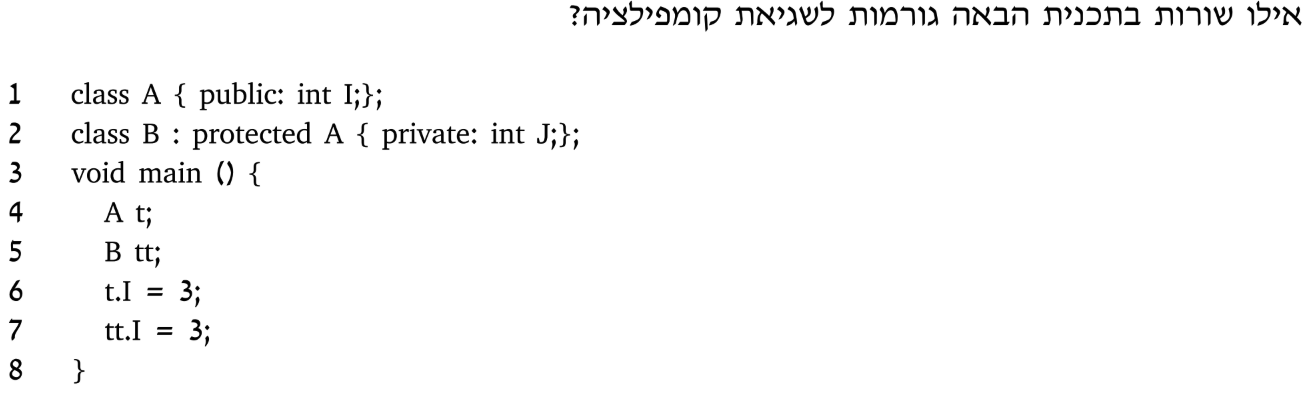 אילו שורות בתכנית הבאה גורמות לשגיאת קומפילציה?
1 class A { public: int I;};
2 class B : protected A { private: int J;};
3 void main () {
4 A t;
5 B tt;
6 t.I = 3;
7 tt.I = 3;
8 }